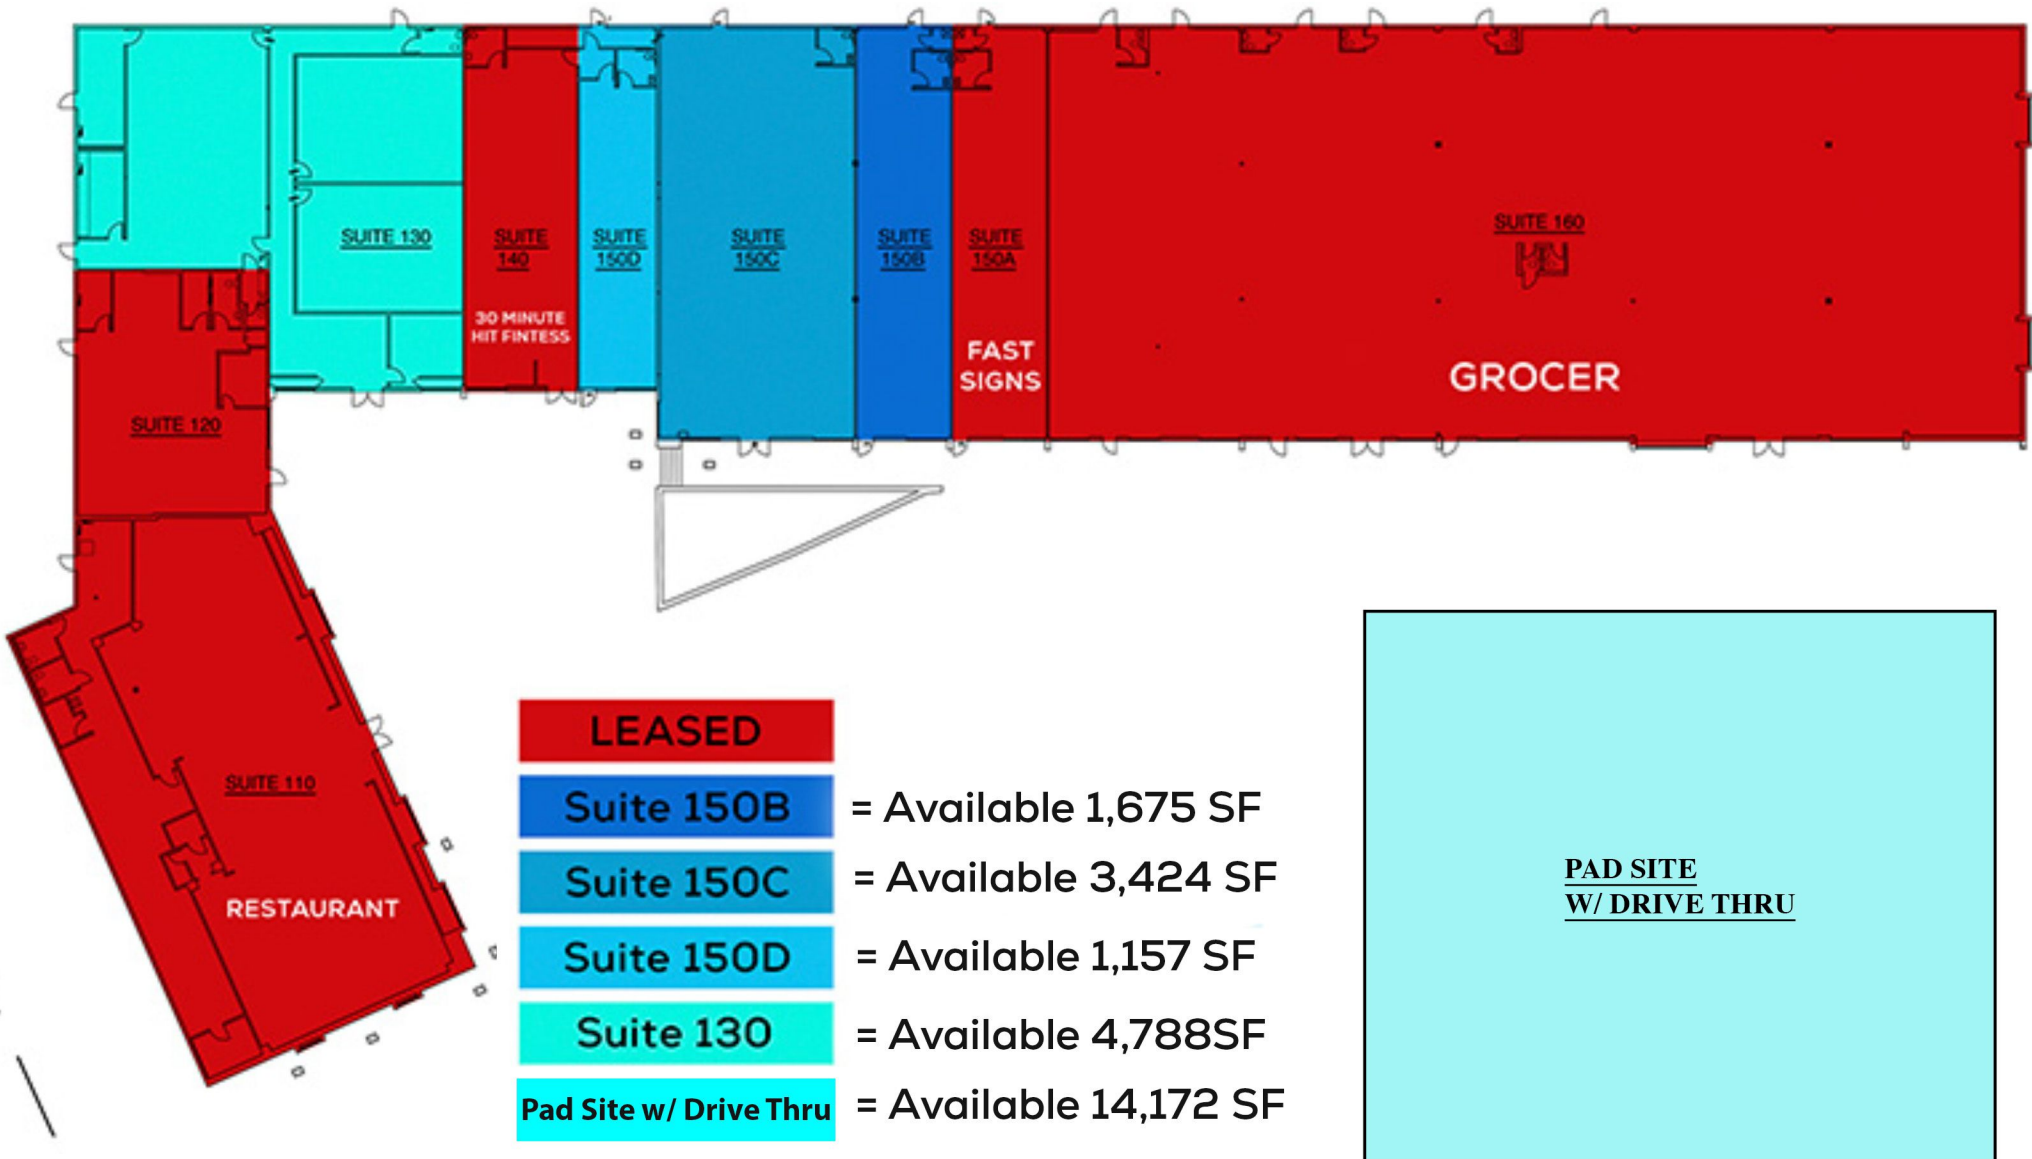 SUITE 130
SUITE
140
30 MINUTE
HIT FINTESS
SUITE
150D
SUITE
150C
SUITE
150B
SUITE
150A
FAST
SIGNS
SUITE 160
GROCER
SUITE 120
SUITE 110
RESTAURANT
LEASED
Suite 150B = Available 1,675 SF
Suite 150C = Available 3,424 SF
Suite 150D = Available 1,157 SF
Suite 130 = Available 4,788SF
Pad Site w/ Drive Thru = Available 14,172 SF
PAD SITE
W/ DRIVE THRU